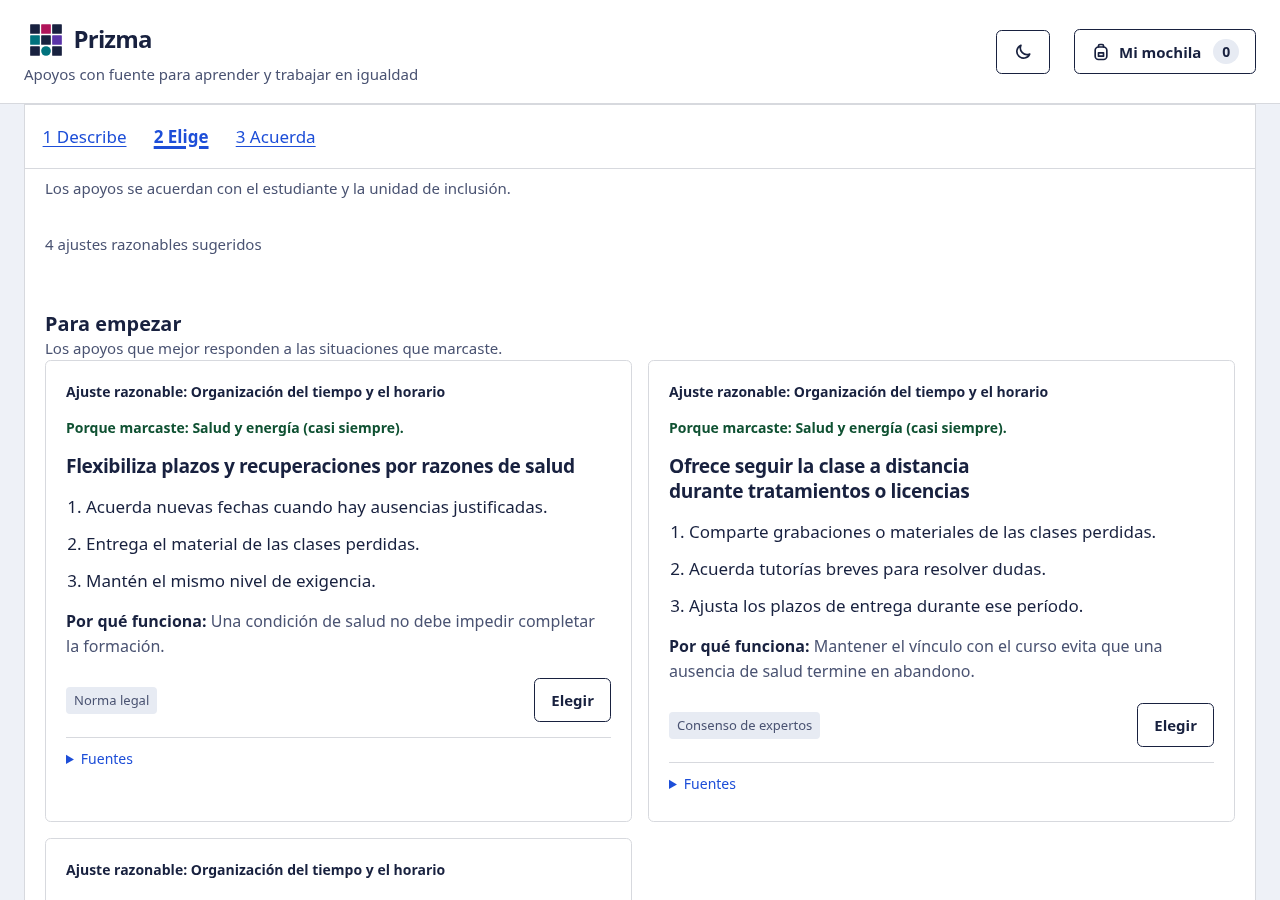 Prizma
Apoyos con fuente para aprender y trabajar en igualdad
Mi mochila 0
1 Describe 2 Elige 3 Acuerda
Los apoyos se acuerdan con el estudiante y la unidad de inclusión.
4 ajustes razonables sugeridos
Para empezar
Los apoyos que mejor responden a las situaciones que marcaste.
Ajuste razonable: Organización del tiempo y el horario
Porque marcaste: Salud y energía (casi siempre).
Flexibiliza plazos y recuperaciones por razones de salud
1. Acuerda nuevas fechas cuando hay ausencias justificadas.
2. Entrega el material de las clases perdidas.
3. Mantén el mismo nivel de exigencia.
Por qué funciona: Una condición de salud no debe impedir completar
la formación.
Norma legal
Elegir
Fuentes
Ajuste razonable: Organización del tiempo y el horario
Porque marcaste: Salud y energía (casi siempre).
Ofrece seguir la clase a distancia
durante tratamientos o licencias
1. Comparte grabaciones o materiales de las clases perdidas.
2. Acuerda tutorías breves para resolver dudas.
3. Ajusta los plazos de entrega durante ese período.
Por qué funciona: Mantener el vínculo con el curso evita que una
ausencia de salud termine en abandono.
Consenso de expertos
Elegir
Fuentes
Ajuste razonable: Organización del tiempo y el horario